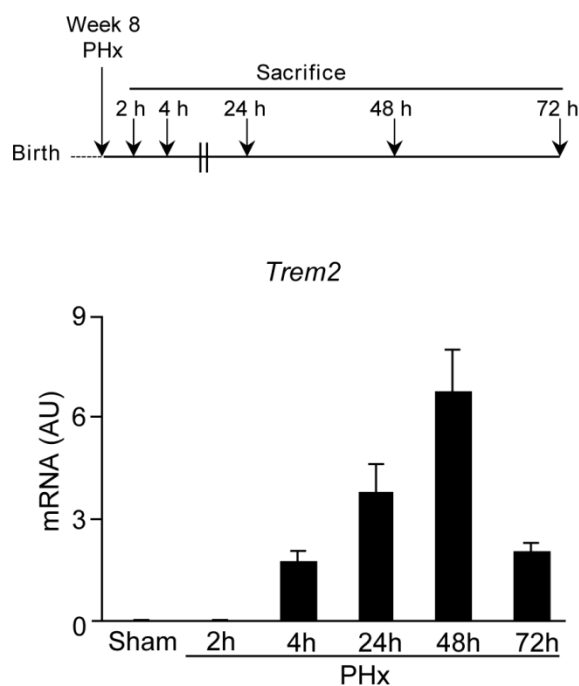 Week 8
PHx
Sacrifice
2 h 4 h 24 h 48 h 72 h
Birth
Trem2
9
6
3
0
mRNA (AU)
Sham 2h 4h 24h 48h 72h
PHx